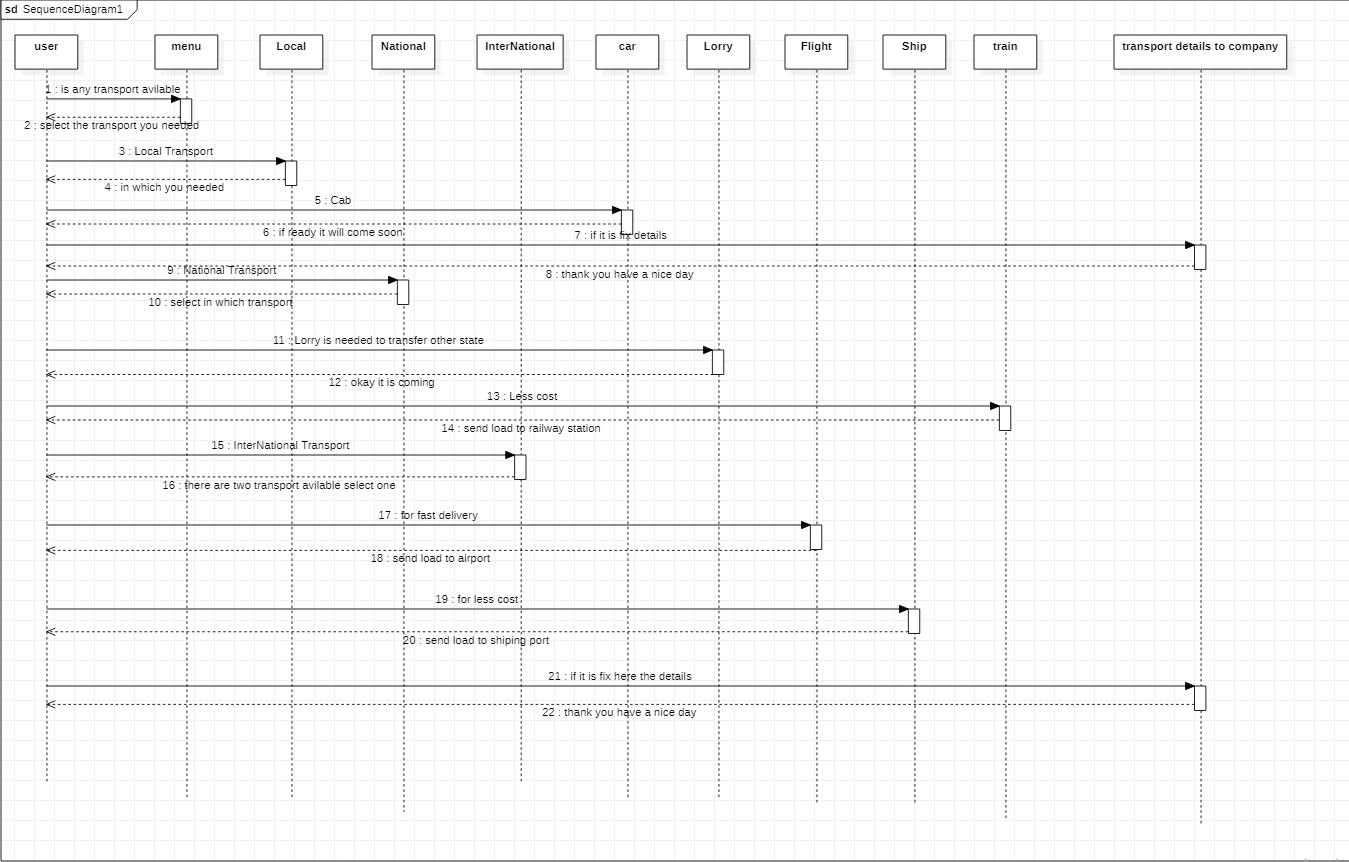 sd SequenceDiagram1
user
menu
Local
National
InterNational
car
Lorry
Flight
Ship
train
transport details to company
1 : is any transport avilable
2 : select the transport you needed
3 : Local Transport
4 : in which you needed
5 : Cab
6 : if ready it will come soon
7 : if it is fix details
8 : thank you have a nice day
9 : National Transport
10 : select in which transport
11 : Lorry is needed to transfer other state
12 : okay it is coming
13 : Less cost
14 : send load to railway station
15 : InterNational Transport
16 : there are two transport avilable select one
17 : for fast delivery
18 : send load to airport
19 : for less cost
20 : send load to shiping port
21 : if it is fix here the details
22 : thank you have a nice day